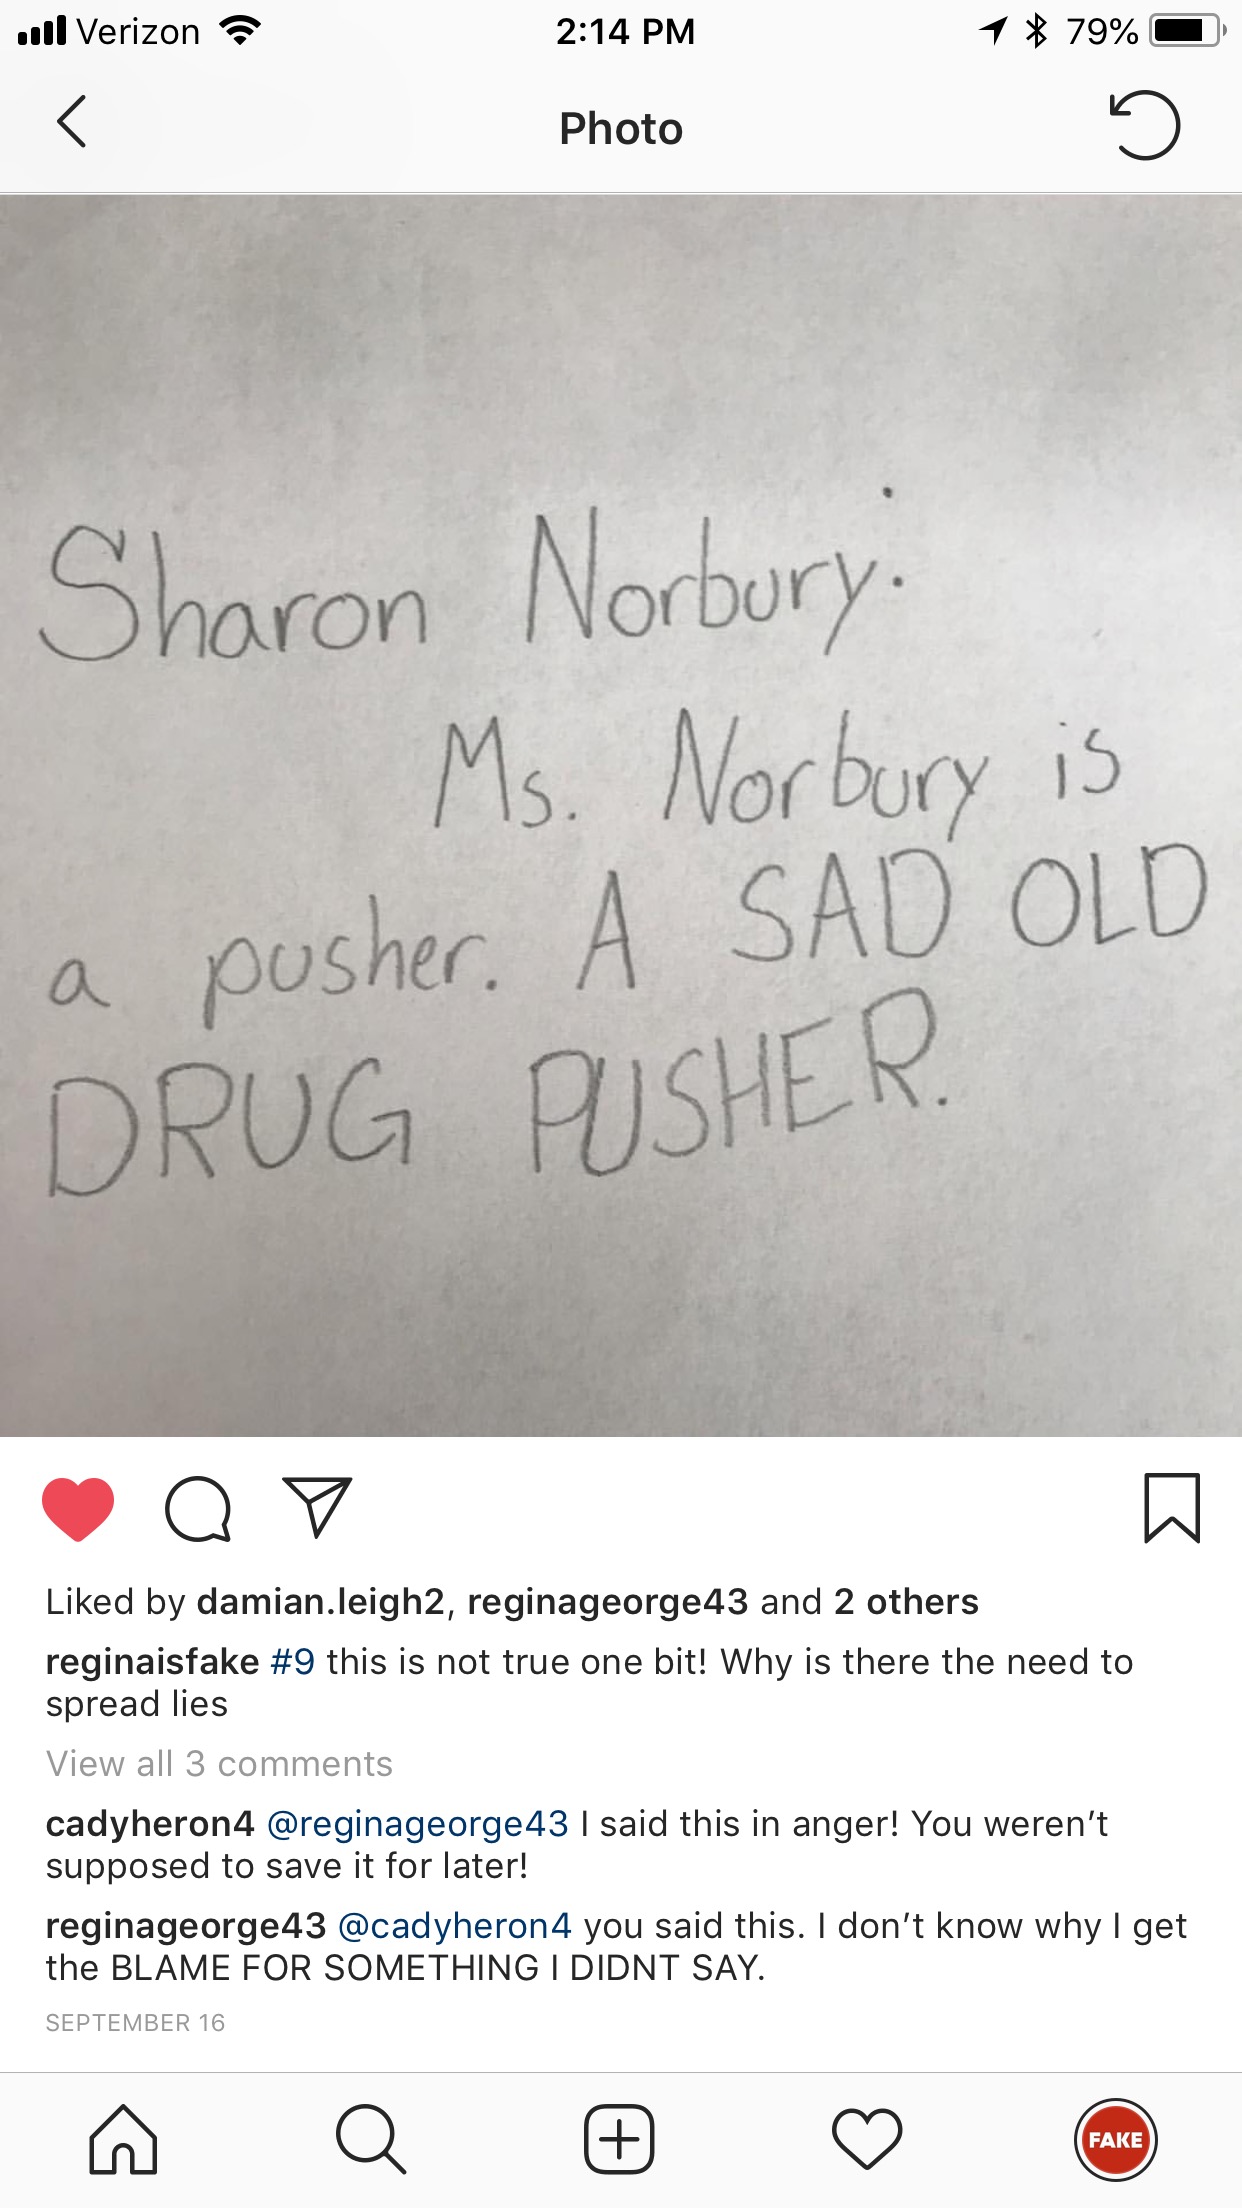 Verizon 2:14 PM 79%
Photo
Sharon Norbury:
Ms. Norbury is
a pusher. A SAD OLD
DRUG PUSHER.
Liked by damian.leigh2, reginageorge43 and 2 others
reginaisfake #9 this is not true one bit! Why is there the need to
spread lies
View all 3 comments
cadyheron4 @reginageorge43 I said this in anger! You weren’t
supposed to save it for later!
reginageorge43 @cadyheron4 you said this. I don’t know why I get
the BLAME FOR SOMETHING I DIDNT SAY.
SEPTEMBER 16
FAKE